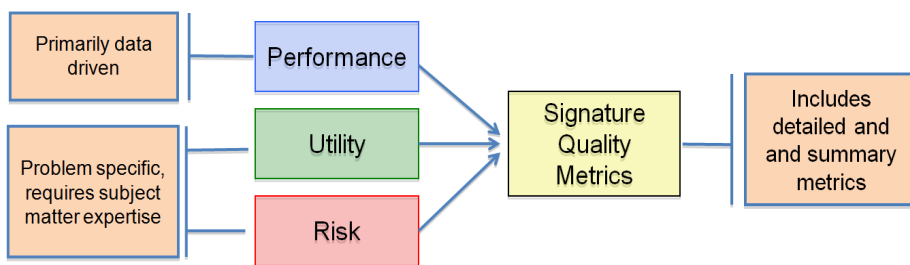 Primarily data
driven
Performance
Utility
Problem specific,
requires subject
matter expertise
Risk
Signature
Quality
Metrics
Includes
detailed and
and summary
metrics